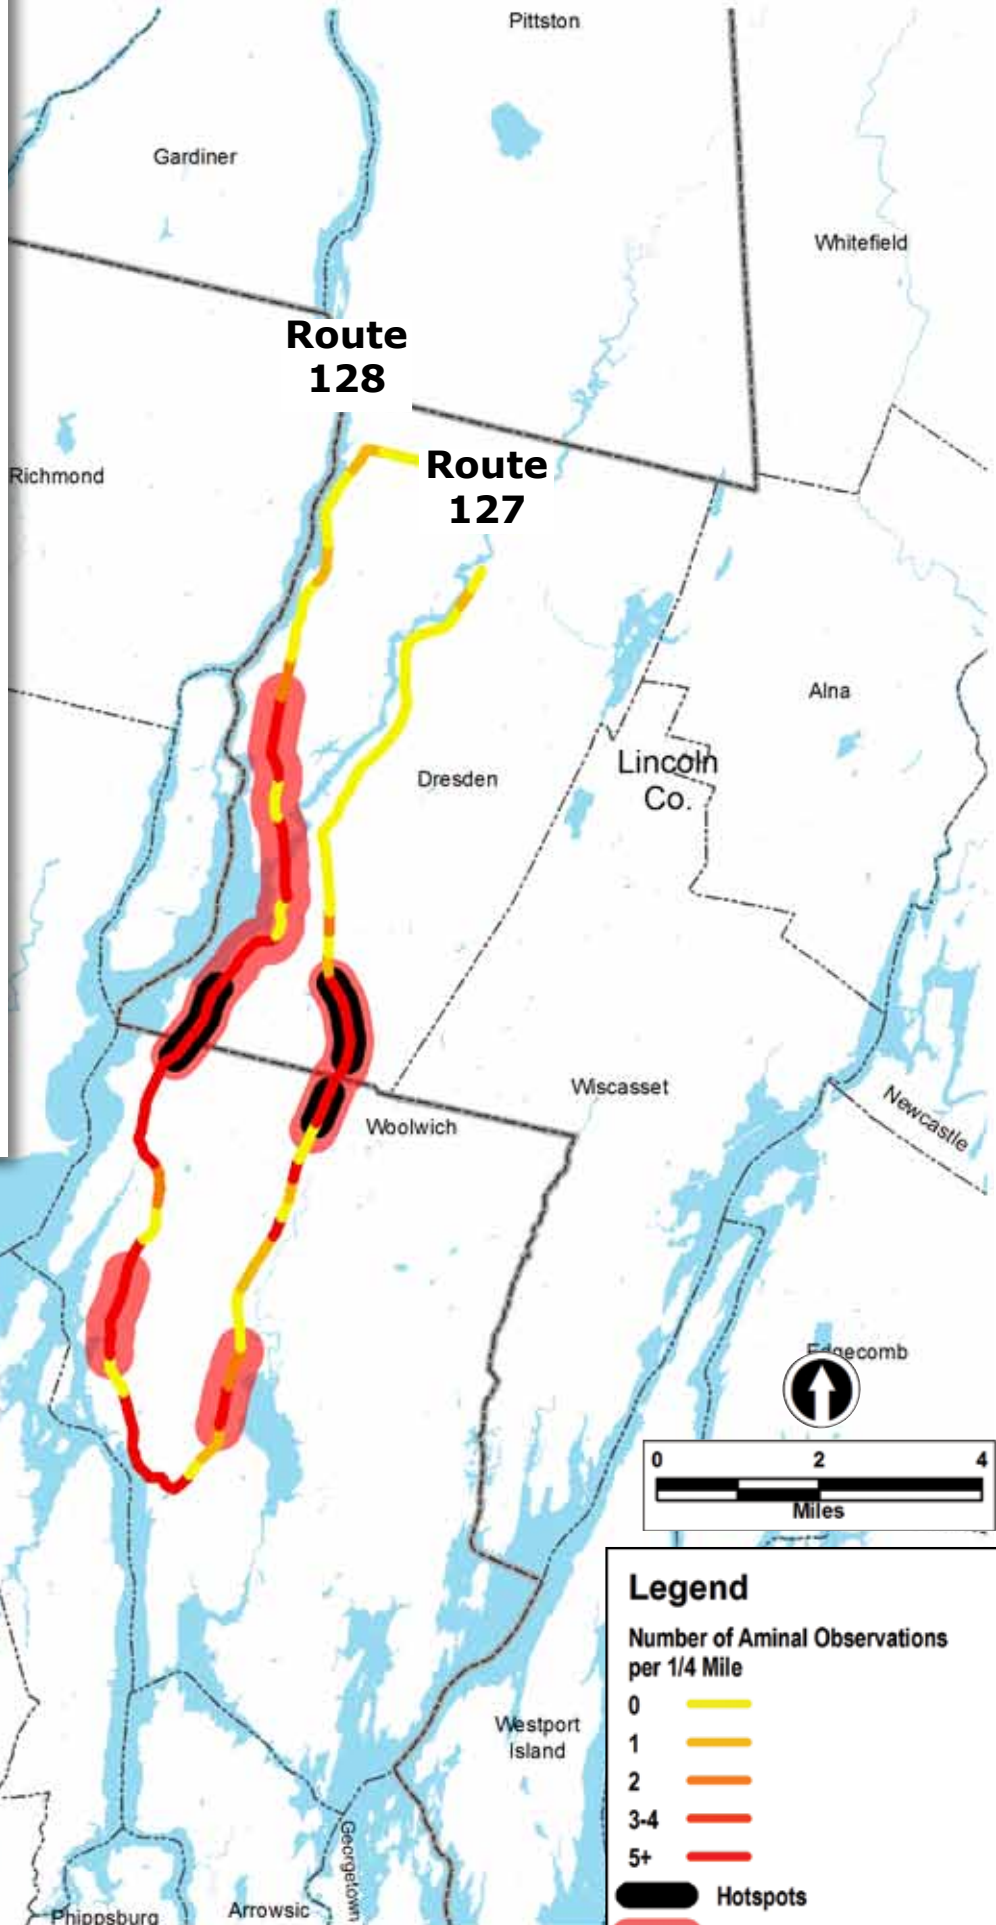 Pittston
Gardiner
Whitefield
Route
128
Richmond
Route
127
Alna
Lincoln
Co.
Dresden
Wiscasset
Newcastle
Woolwich
Edgecomb
0 2 4
Miles
Legend
Number of Aminal Observations
per 1/4 Mile
0
1
2
3-4
5+
Hotspots
Westport
Island
Georgetown
Arrowsic
Phippsburg